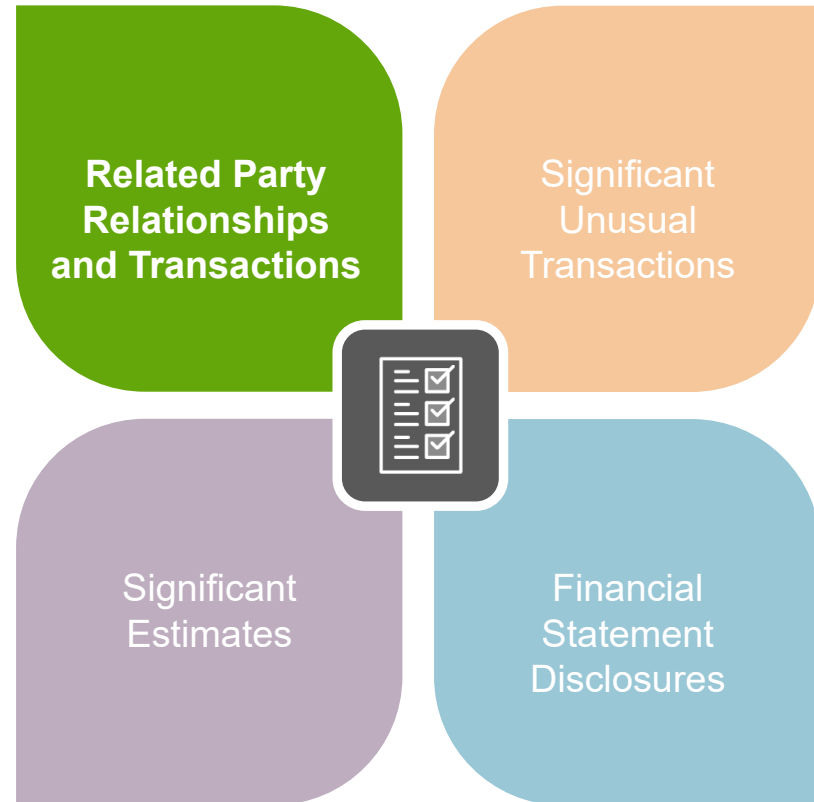 Related Party
Relationships
and Transactions
Significant
Unusual
Transactions
Significant
Estimates
Financial
Statement
Disclosures